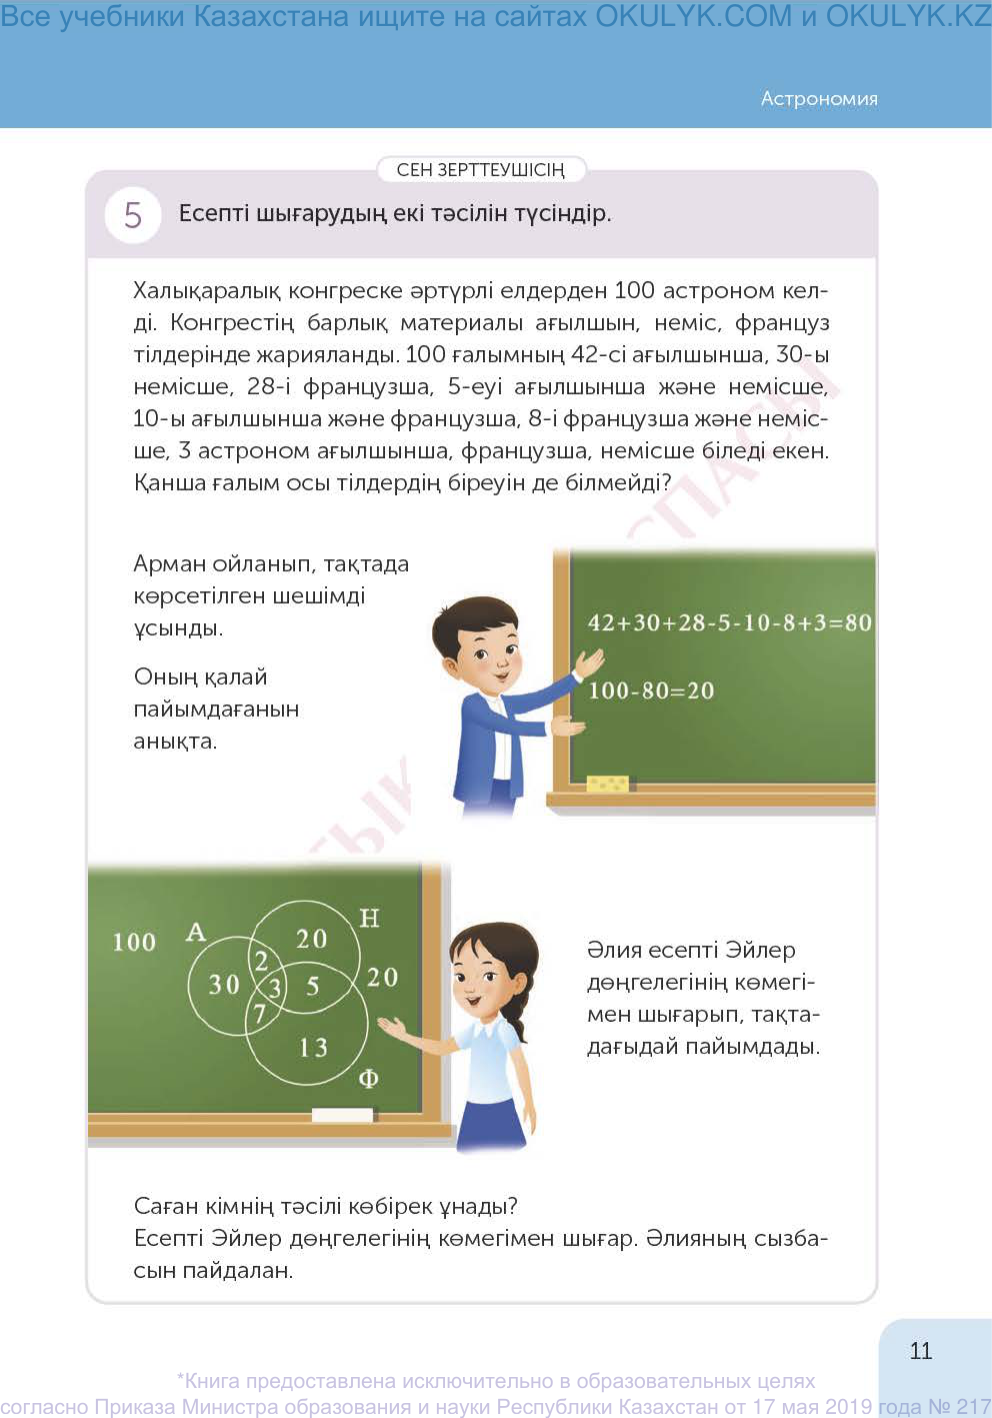 Все учебники Казахстана ищите на сайтах OKULYK.COM и OKULYK.KZ
Астрономия
СЕН ЗЕРТТЕУШІСІҢ
5 Есепті шығарудың екі тәсілін түсіндір.
Халықаралық конгреске әртүрлі елдерден 100 астроном кел-
ді. Конгрестің барлық материалы ағылшын, неміс, француз
тілдерінде жарияланды. 100 ғалымның 42-сі ағылшынша, 30-ы
немісше, 28-і французша, 5-еуі ағылшынша және немісше,
10-ы ағылшынша және французша, 8-і французша және неміс-
ше, 3 астроном ағылшынша, французша, немісше біледі екен.
Қанша ғалым осы тілдердің біреуін де білмейді?
Арман ойланып, тақтада
көрсетілген шешімді
ұсынды.
Оның қалай
пайымдағанын
анықта.
42+30+28-5-10-8+3=80
100-80=20
100 А Н
20
2
30 3 5 20
7
13
Ф
Әлия есепті Эйлер
дөңгелегінің көмегі-
мен шығарып, тақта-
дағыдай пайымдады.
Саған кімнің тәсілі көбірек ұнады?
Есепті Эйлер дөңгелегінің көмегімен шығар. Әлияның сызба-
сын пайдалан.
11
*Книга предоставлена исключительно в образовательных целях
согласно Приказа Министра образования и науки Республики Казахстан от 17 мая 2019 года № 217